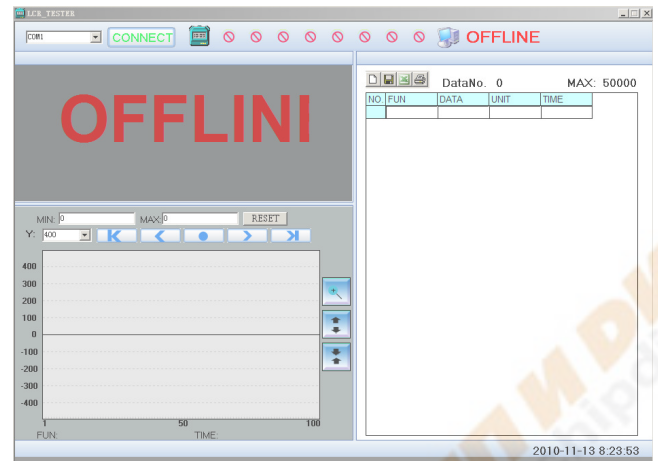 LCR_TESTER
COM1 CONNECT OFFLINE
OFFLINI
DataNo. 0 MAX: 50000
NO. FUN DATA UNIT TIME
MIN: 0 MAX: 0 RESET
Y: 400
400
300
200
100
0
-100
-200
-300
-400
1 50 100
FUN: TIME:
2010-11-13 8:23:53